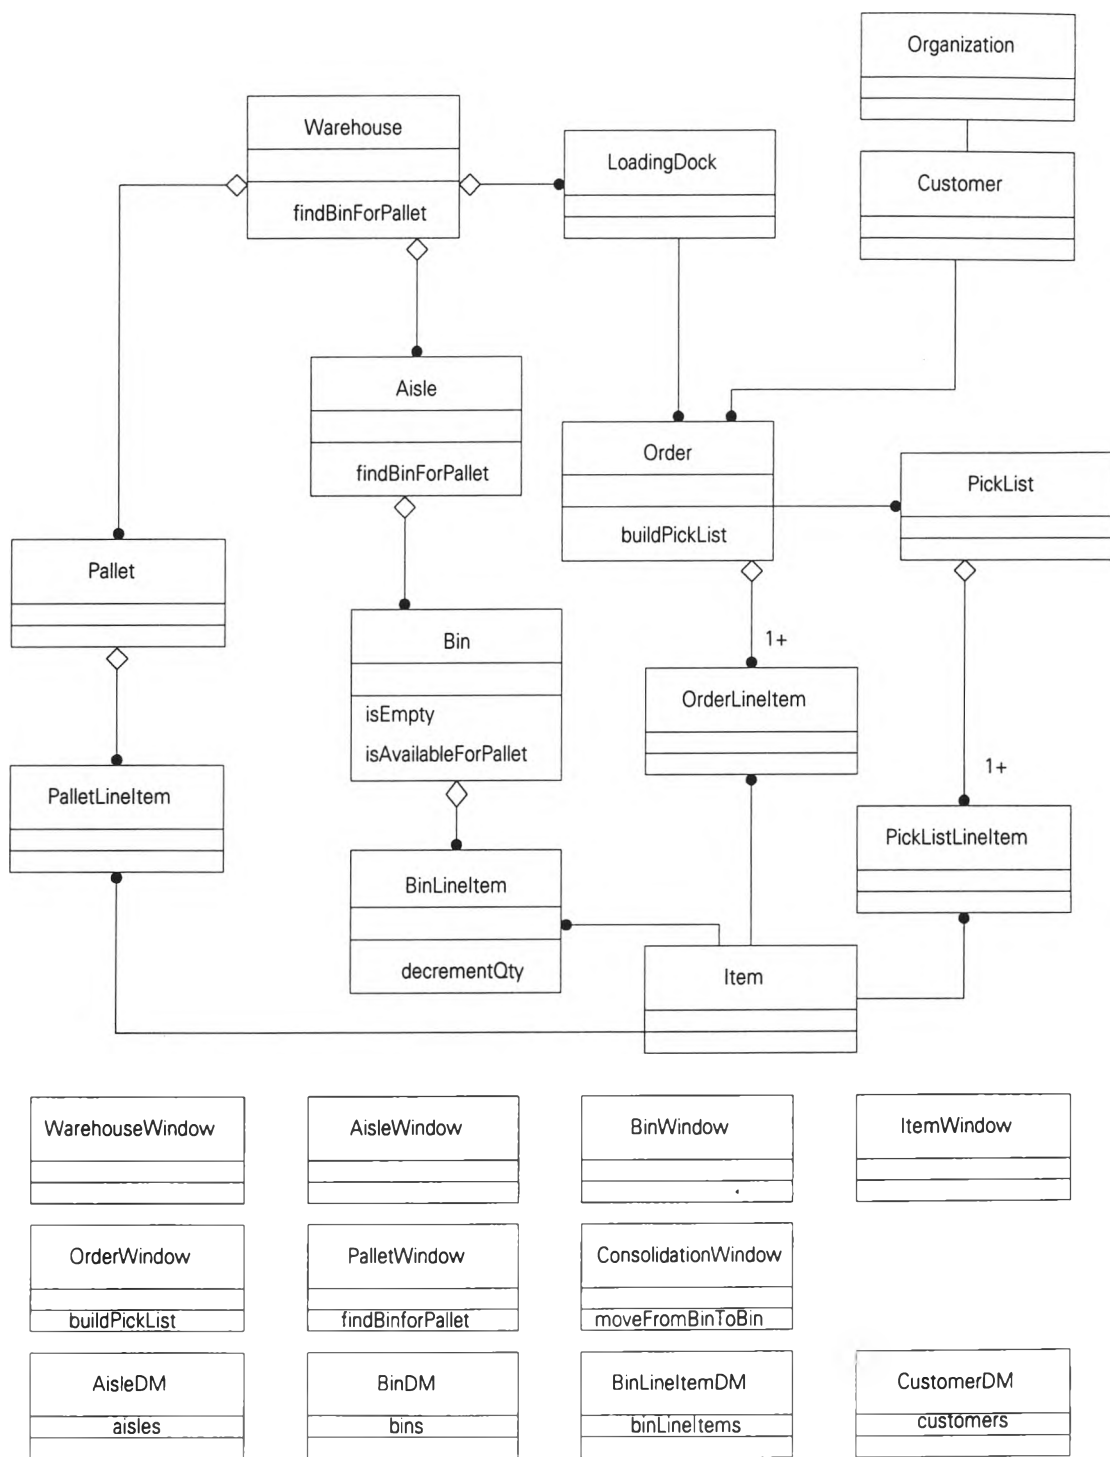 Organization
Warehouse
findBinForPallet
LoadingDock
Customer
Aisle
findBinForPallet
Order
buildPickList
PickList
Pallet
Bin
isEmpty
isAvailableForPallet
1+
OrderLineItem
PalletLineItem
1+
PickListLineItem
BinLineItem
decrementQty
Item
WarehouseWindow
AisleWindow
BinWindow
ItemWindow
OrderWindow
buildPickList
PalletWindow
findBinforPallet
ConsolidationWindow
moveFromBinToBin
AisleDM
aisles
BinDM
bins
BinLineItemDM
binLineItems
CustomerDM
customers